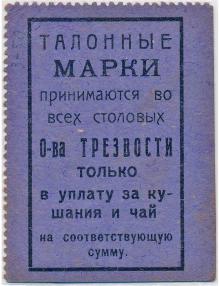 ТАЛОННЫЕ
МАРКИ
принимаются во
всех столовых
О-ва ТРЕЗВОСТИ
только
в уплату за ку-
шания и чай
на соответствующую
сумму.